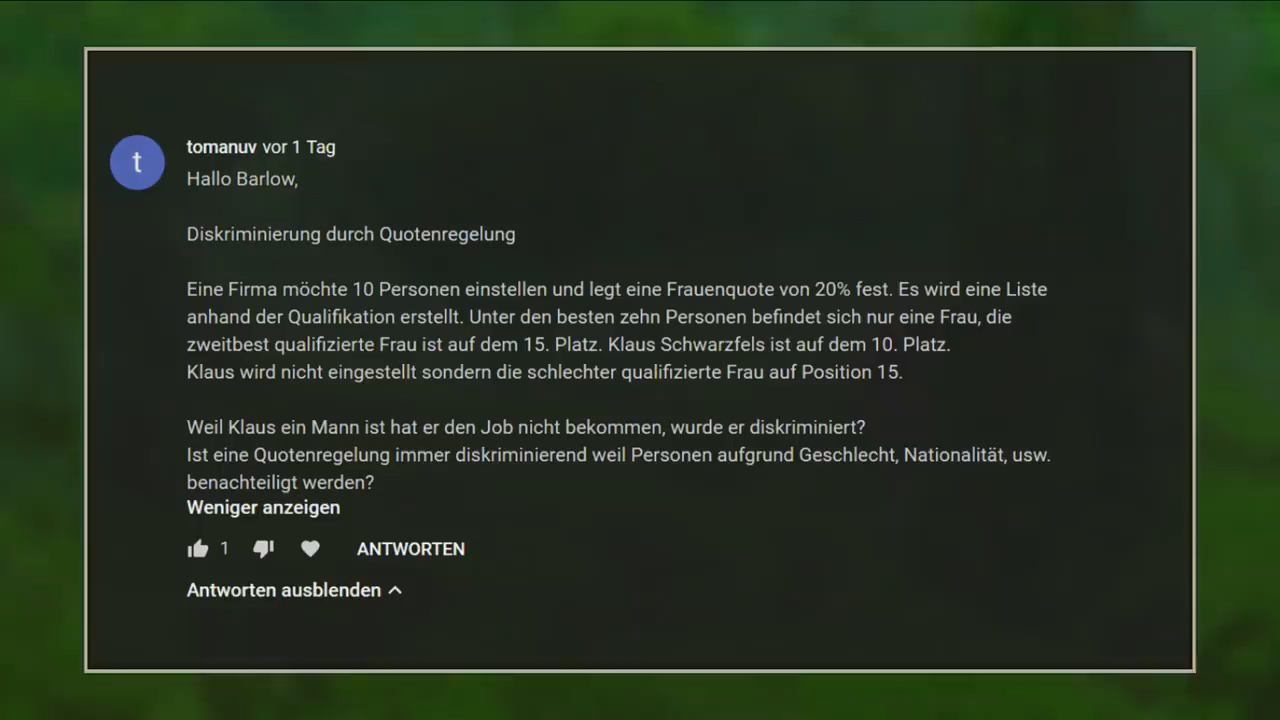 t
tomanuv vor 1 Tag
Hallo Barlow,
Diskriminierung durch Quotenregelung
Eine Firma möchte 10 Personen einstellen und legt eine Frauenquote von 20% fest. Es wird eine Liste
anhand der Qualifikation erstellt. Unter den besten zehn Personen befindet sich nur eine Frau, die
zweitbest qualifizierte Frau ist auf dem 15. Platz. Klaus Schwarzfels ist auf dem 10. Platz.
Klaus wird nicht eingestellt sondern die schlechter qualifizierte Frau auf Position 15.
Weil Klaus ein Mann ist hat er den Job nicht bekommen, wurde er diskriminiert?
Ist eine Quotenregelung immer diskriminierend weil Personen aufgrund Geschlecht, Nationalität, usw.
benachteiligt werden?
Weniger anzeigen
1 ANTWORTEN
Antworten ausblenden